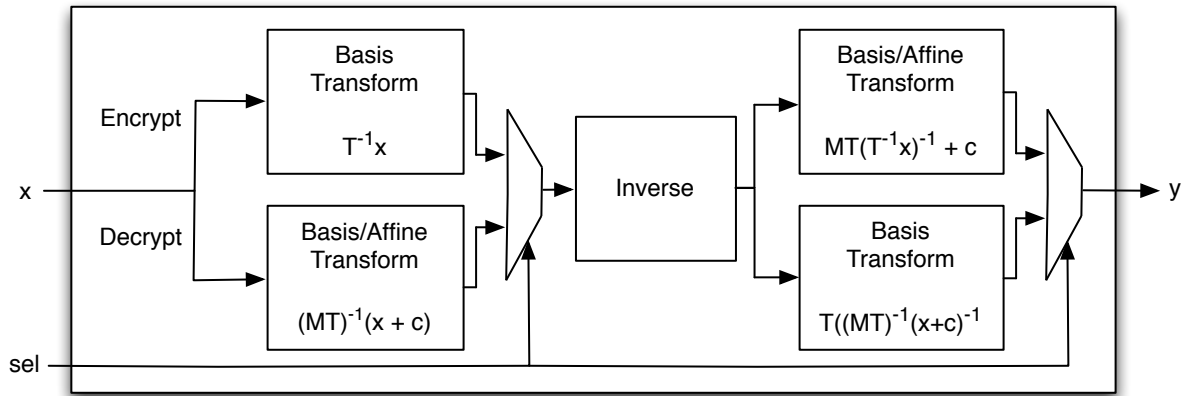 Basis
Transform
T⁻¹x
Basis/Affine
Transform
MT(T⁻¹x)⁻¹ + c
Encrypt
x
Inverse
y
Decrypt
Basis/Affine
Transform
(MT)⁻¹(x + c)
Basis
Transform
T((MT)⁻¹(x+c)⁻¹
sel